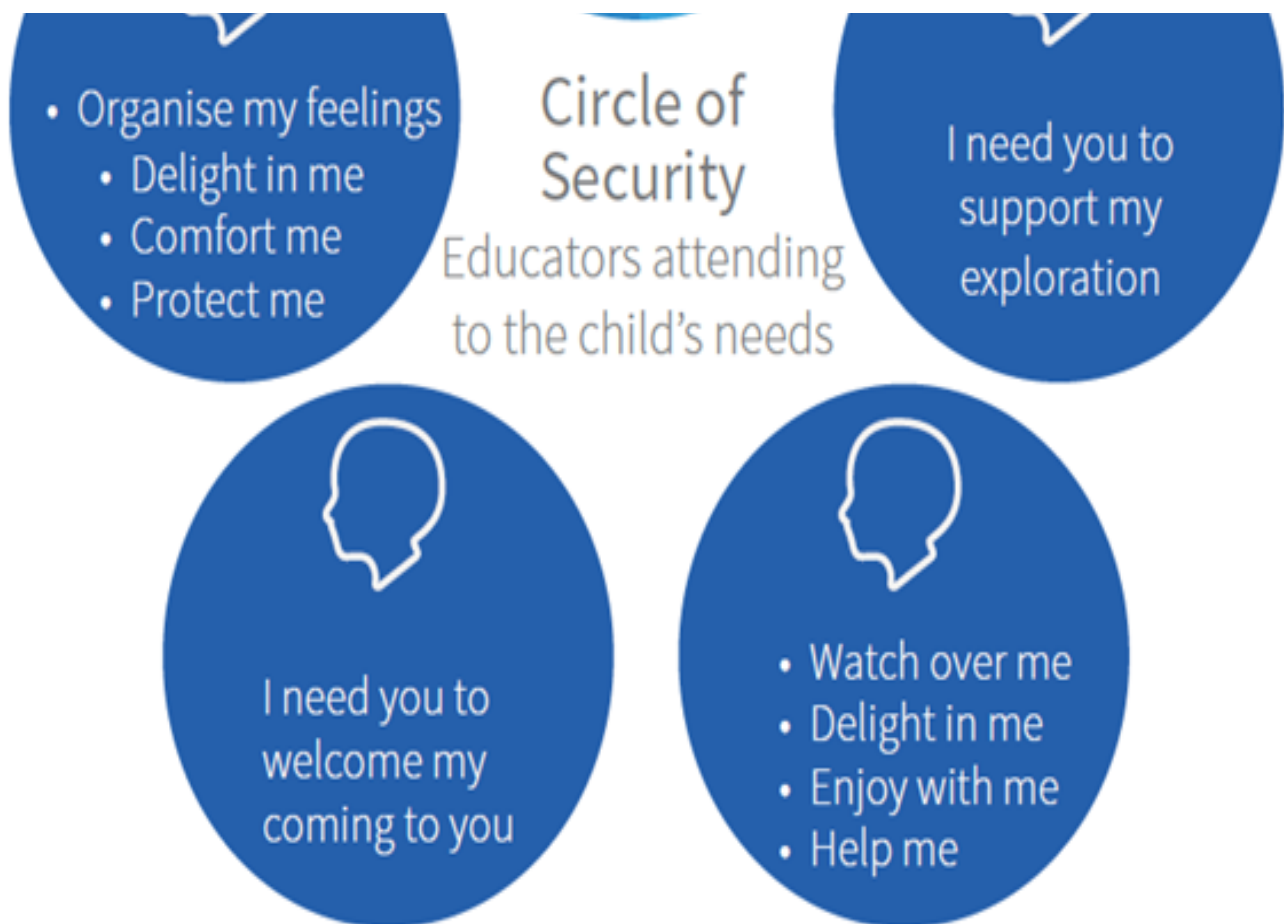 • Organise my feelings
• Delight in me
• Comfort me
• Protect me
Circle of
Security
Educators attending
to the child’s needs
I need you to
support my
exploration
I need you to
welcome my
coming to you
• Watch over me
• Delight in me
• Enjoy with me
• Help me